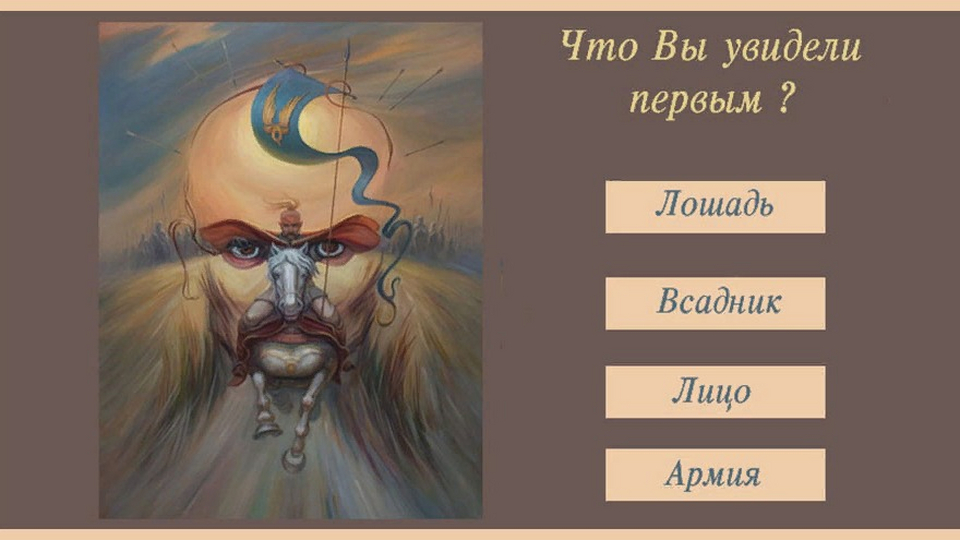 Что Вы увидели
первым ?
Лошадь
Всадник
Лицо
Армия